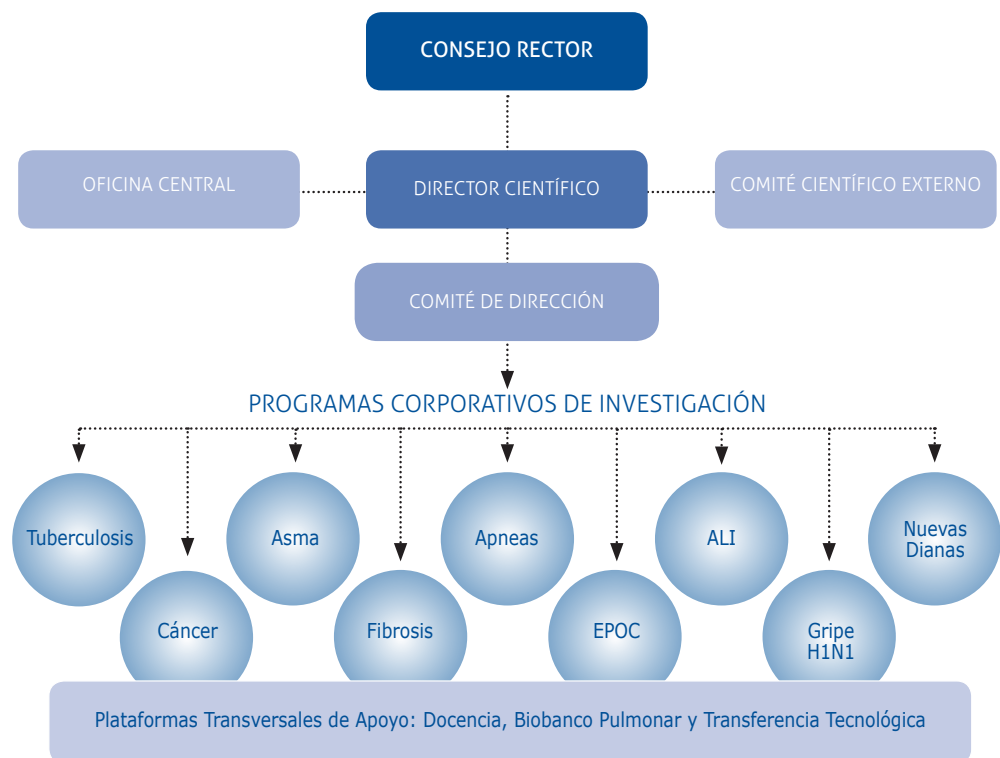 CONSEJO RECTOR
OFICINA CENTRAL
DIRECTOR CIENTÍFICO
COMITÉ CIENTÍFICO EXTERNO
COMITÉ DE DIRECCIÓN
PROGRAMAS CORPORATIVOS DE INVESTIGACIÓN
Tuberculosis
Asma
Apneas
ALI
Nuevas
Dianas
Cáncer
Fibrosis
EPOC
Gripe
H1N1
Plataformas Transversales de Apoyo: Docencia, Biobanco Pulmonar y Transferencia Tecnológica